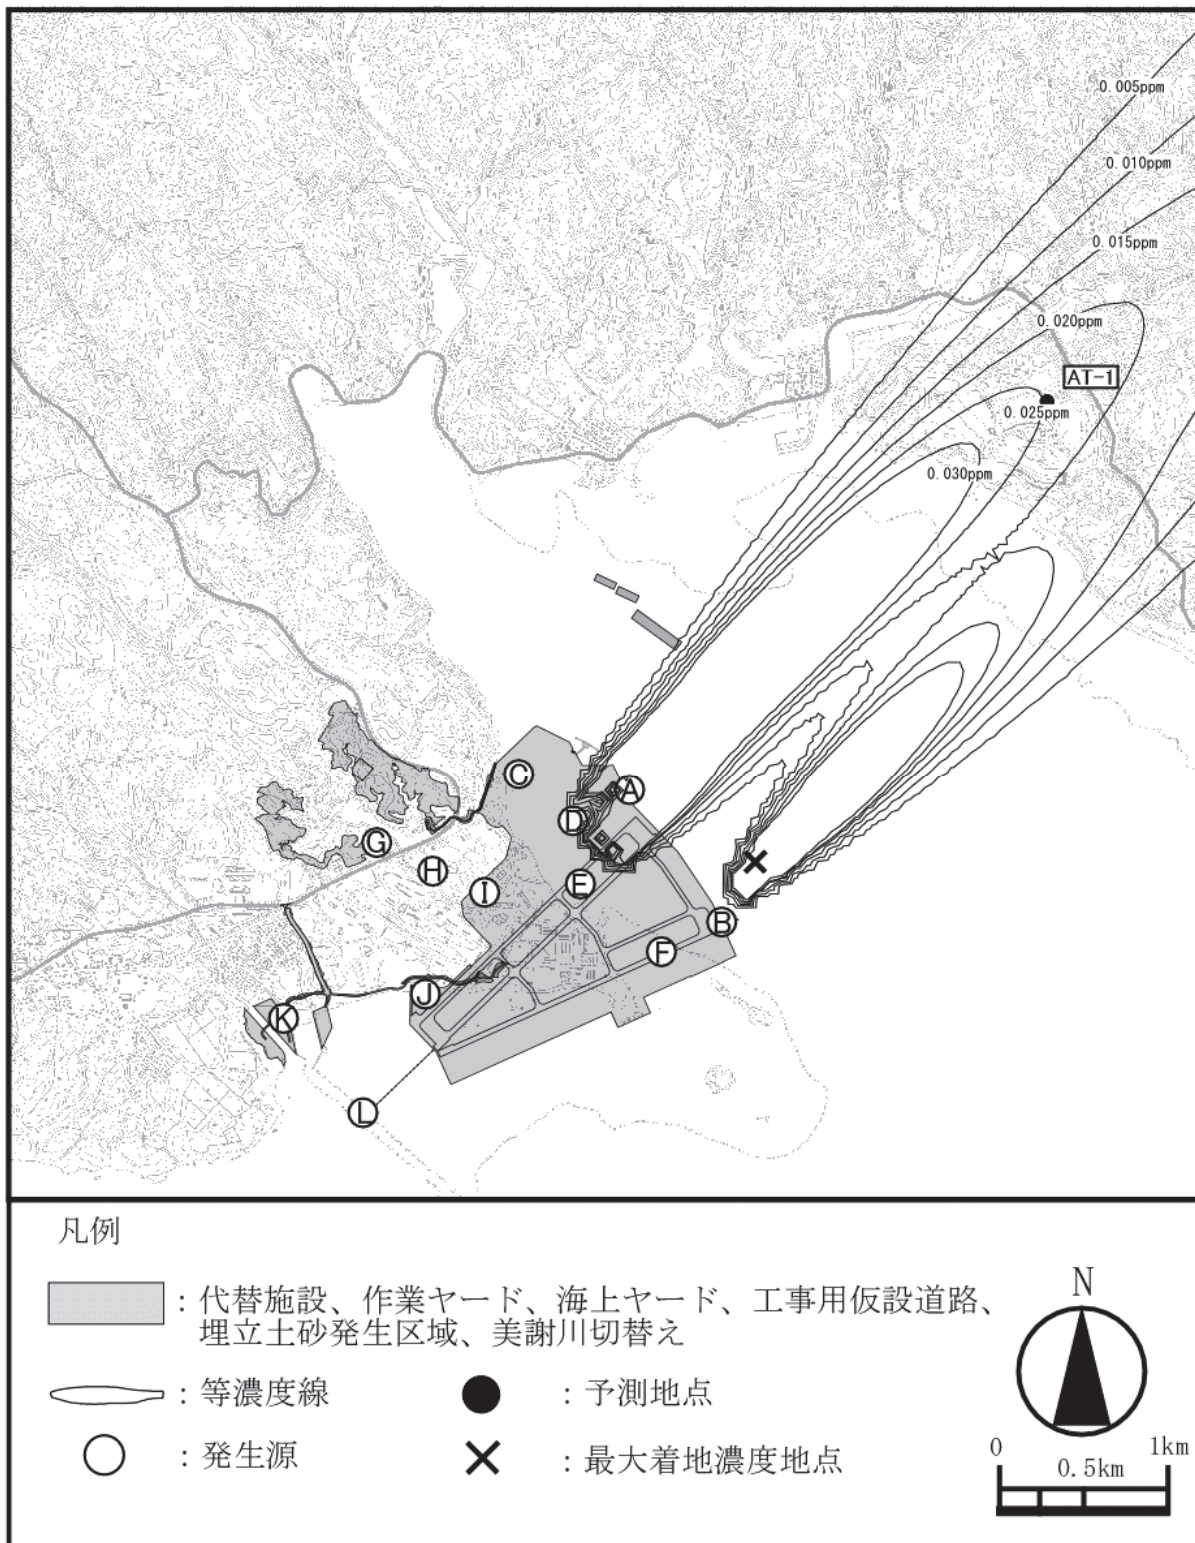 0.005ppm
0.010ppm
0.015ppm
0.020ppm
AT-1
0.025ppm
0.030ppm
C
A
D
G
H
E
I
B
F
J
K
L
凡例
：代替施設、作業ヤード、海上ヤード、工事用仮設道路、
埋立土砂発生区域、美謝川切替え
：等濃度線
：予測地点
：発生源
：最大着地濃度地点
N
0
1km
0.5km